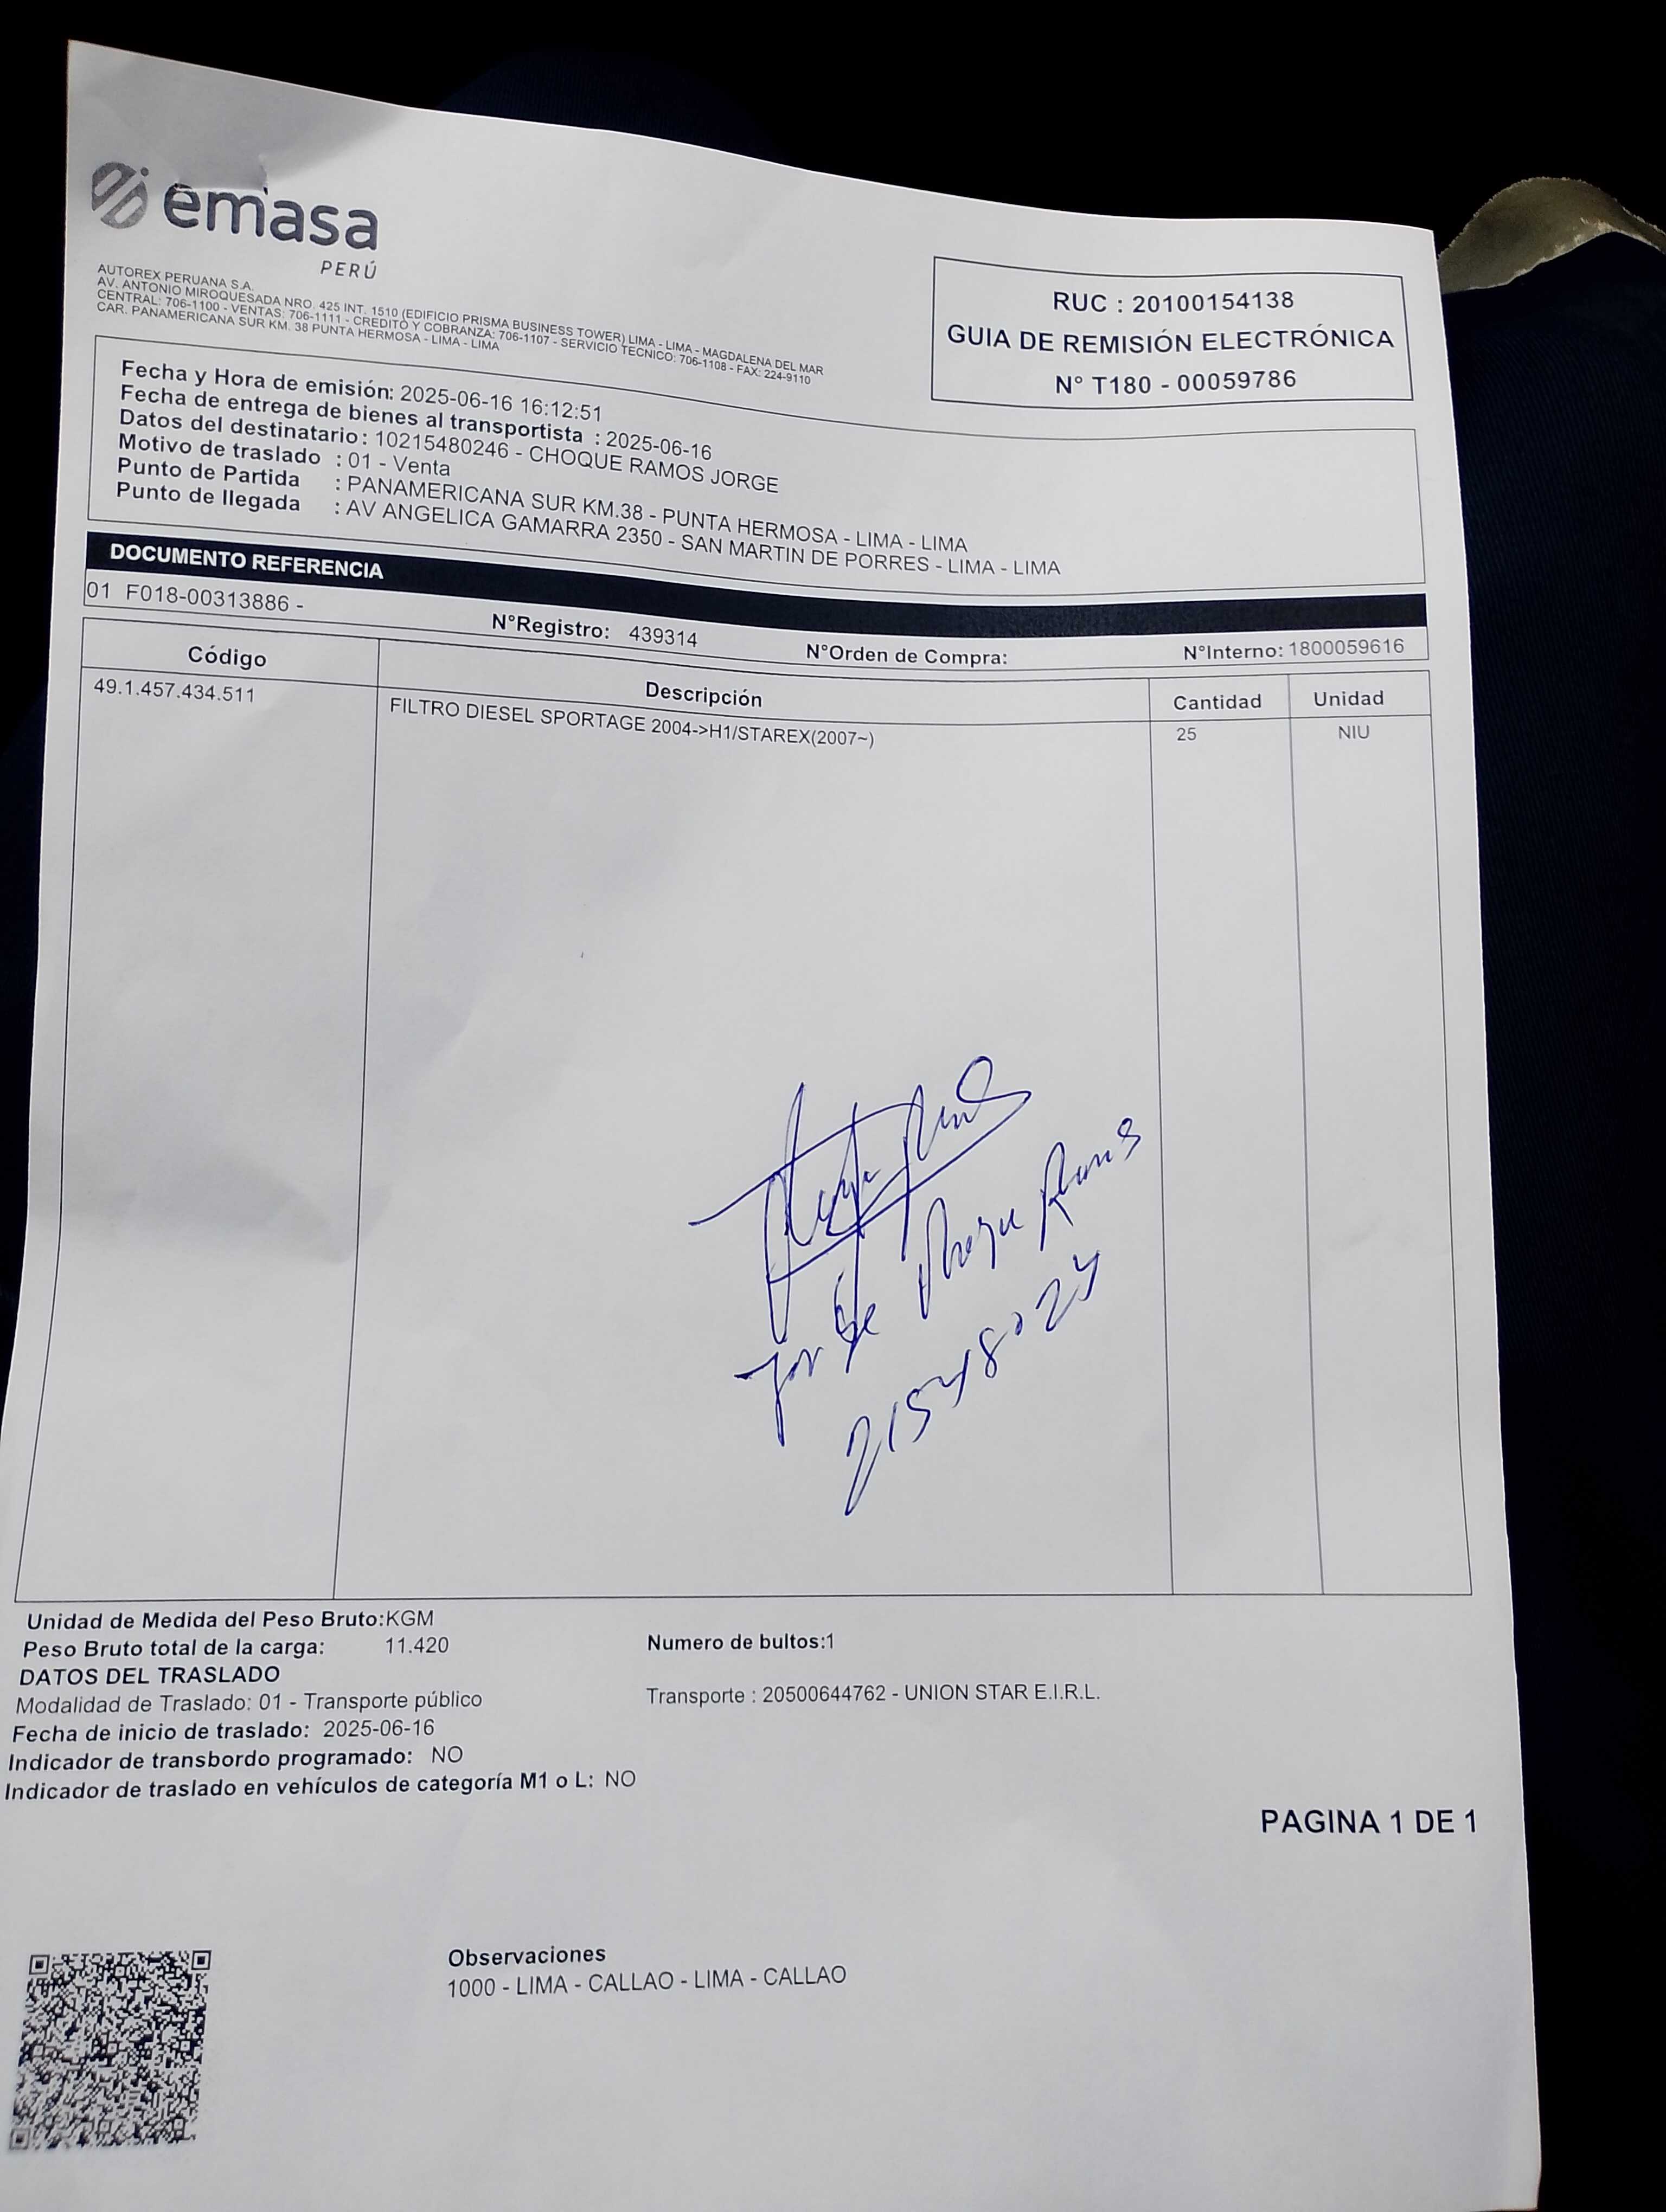 emasa
PERÚ
AUTOREX PERUANA S.A.
AV. ANTONIO MIROQUESADA NRO. 425 INT. 1510 (EDIFICIO PRISMA BUSINESS TOWER) LIMA - LIMA - MAGDALENA DEL MAR
CENTRAL: 706-1100 - VENTAS: 706-1111 - CREDITO Y COBRANZA: 706-1107 - SERVICIO TECNICO: 706-1108 - FAX: 224-9110
CAR. PANAMERICANA SUR KM. 38 PUNTA HERMOSA - LIMA - LIMA
RUC : 20100154138
GUIA DE REMISIÓN ELECTRÓNICA
N° T180 - 00059786
Fecha y Hora de emisión: 2025-06-16 16:12:51
Fecha de entrega de bienes al transportista : 2025-06-16
Datos del destinatario : 10215480246 - CHOQUE RAMOS JORGE
Motivo de traslado : 01 - Venta
Punto de Partida : PANAMERICANA SUR KM.38 - PUNTA HERMOSA - LIMA - LIMA
Punto de llegada : AV ANGELICA GAMARRA 2350 - SAN MARTIN DE PORRES - LIMA - LIMA
DOCUMENTO REFERENCIA
01 F018-00313886 - N°Registro: 439314 N°Orden de Compra: N°Interno: 1800059616
Código Descripción Cantidad Unidad
49.1.457.434.511 FILTRO DIESEL SPORTAGE 2004->H1/STAREX(2007~) 25 NIU
Jorge Choque Ramos
21548024
Unidad de Medida del Peso Bruto:KGM
Peso Bruto total de la carga: 11.420 Numero de bultos:1
DATOS DEL TRASLADO
Modalidad de Traslado: 01 - Transporte público Transporte : 20500644762 - UNION STAR E.I.R.L.
Fecha de inicio de traslado: 2025-06-16
Indicador de transbordo programado: NO
Indicador de traslado en vehículos de categoría M1 o L: NO
PAGINA 1 DE 1
Observaciones
1000 - LIMA - CALLAO - LIMA - CALLAO